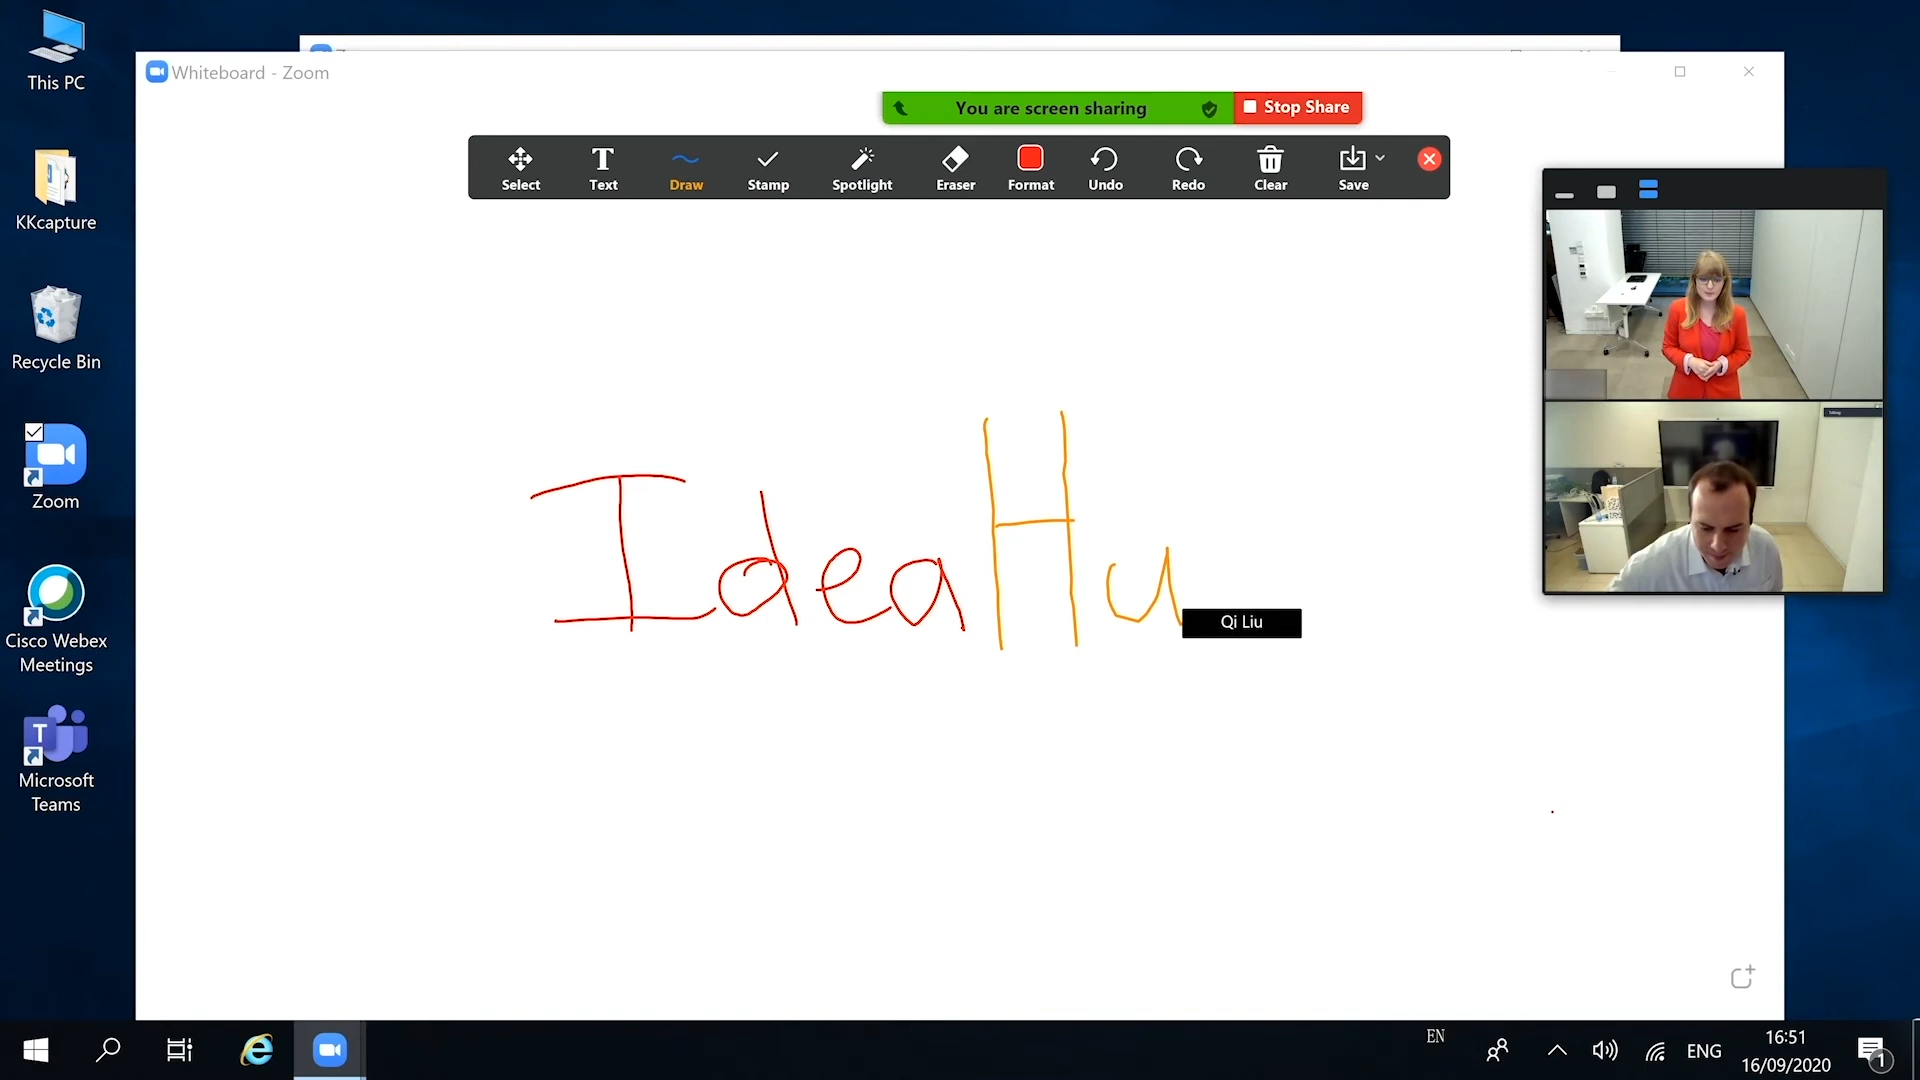 This PC
KKcapture
Recycle Bin
Zoom
Cisco Webex
Meetings
Microsoft
Teams
Whiteboard - Zoom
You are screen sharing
Stop Share
Select Text Draw Stamp Spotlight Eraser Format Undo Redo Clear Save
IdeaHu
Qi Liu
EN
ENG
16:51
16/09/2020
1